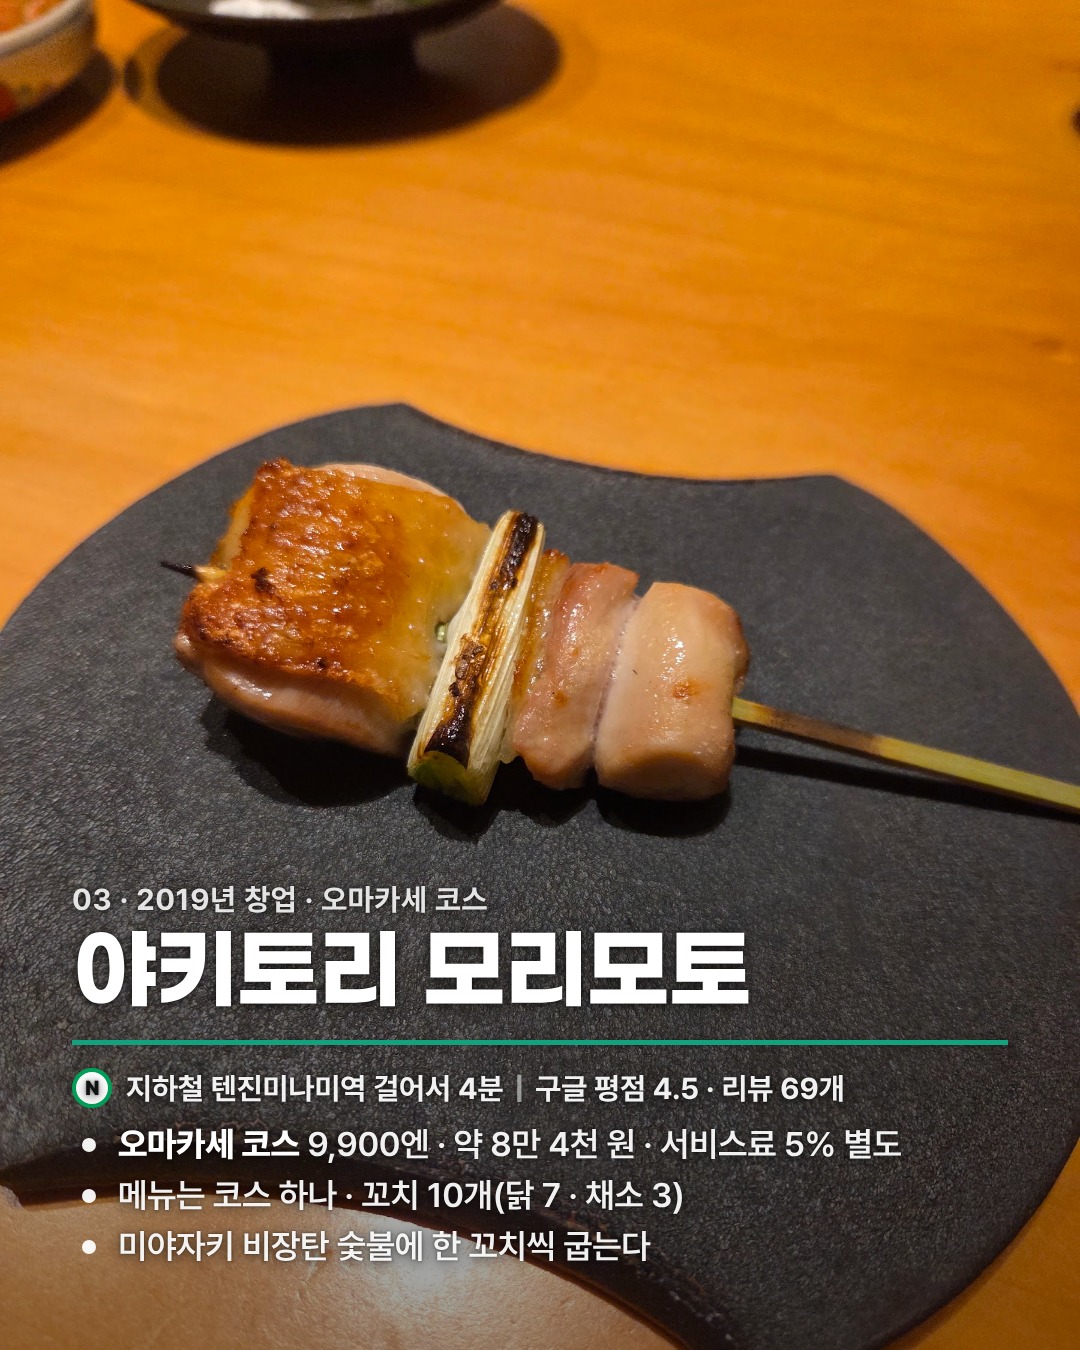 03 · 2019년 창업 · 오마카세 코스
야키토리 모리모토
N 지하철 텐진미나미역 걸어서 4분 | 구글 평점 4.5 · 리뷰 69개
• 오마카세 코스 9,900엔 · 약 8만 4천 원 · 서비스료 5% 별도
• 메뉴는 코스 하나 · 꼬치 10개(닭 7 · 채소 3)
• 미야자키 비장탄 숯불에 한 꼬치씩 굽는다